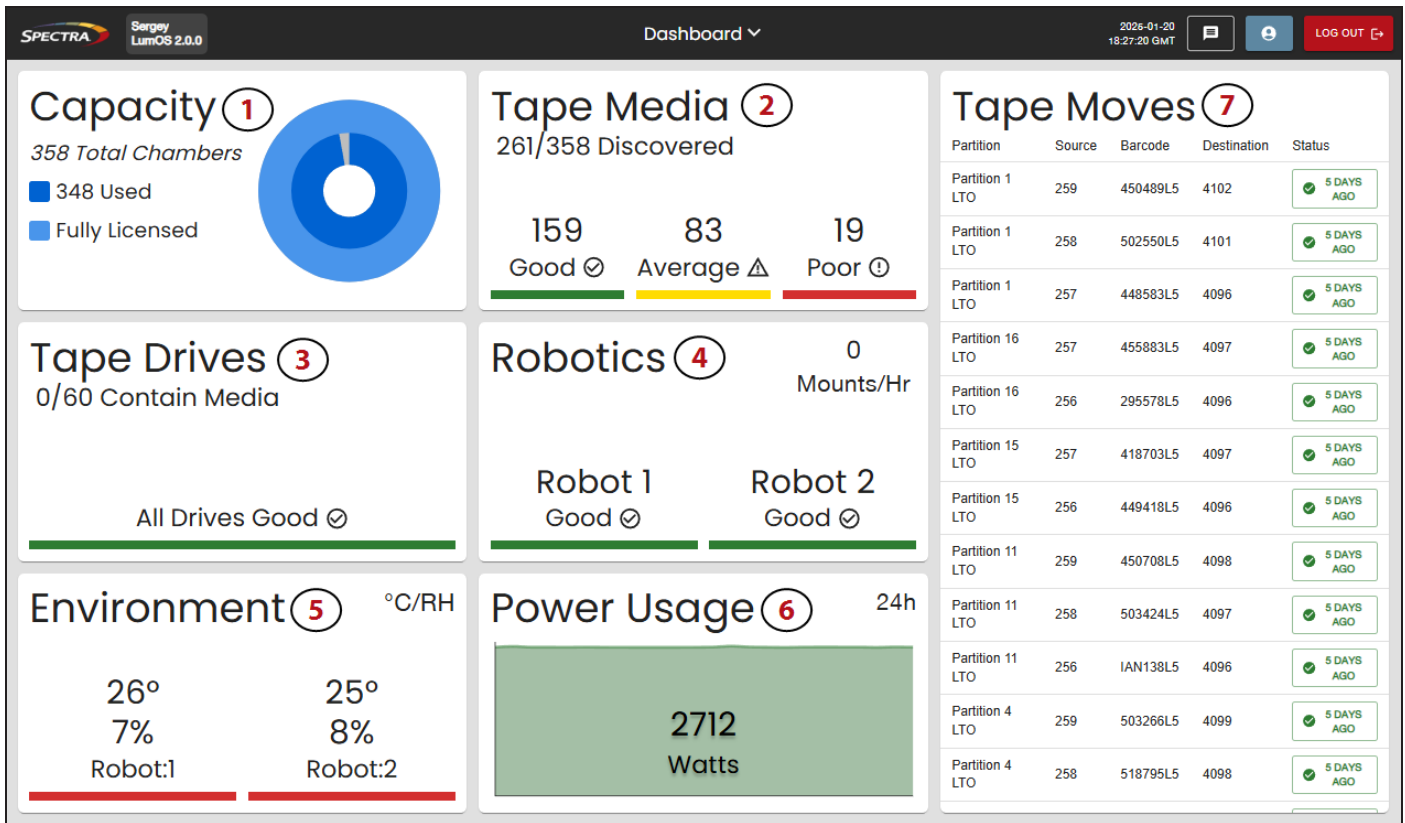 SPECTRA
Sergey
LumOS 2.0.0
Dashboard
2026-01-20
18:27:20 GMT
LOG OUT
Capacity 1
358 Total Chambers
348 Used
Fully Licensed
Tape Media 2
261/358 Discovered
159
Good
83
Average
19
Poor
Tape Drives 3
0/60 Contain Media
All Drives Good
Robotics 4
0
Mounts/Hr
Robot 1
Good
Robot 2
Good
Environment 5
°C/RH
26°
7%
Robot:1
25°
8%
Robot:2
Power Usage 6
24h
2712
Watts
Tape Moves 7
Partition Source Barcode Destination Status
Partition 1 LTO 259 450489L5 4102 5 DAYS AGO
Partition 1 LTO 258 502550L5 4101 5 DAYS AGO
Partition 1 LTO 257 448583L5 4096 5 DAYS AGO
Partition 16 LTO 257 455883L5 4097 5 DAYS AGO
Partition 16 LTO 256 295578L5 4096 5 DAYS AGO
Partition 15 LTO 257 418703L5 4097 5 DAYS AGO
Partition 15 LTO 256 449418L5 4096 5 DAYS AGO
Partition 11 LTO 259 450708L5 4098 5 DAYS AGO
Partition 11 LTO 258 503424L5 4097 5 DAYS AGO
Partition 11 LTO 256 IAN138L5 4096 5 DAYS AGO
Partition 4 LTO 259 503266L5 4099 5 DAYS AGO
Partition 4 LTO 258 518795L5 4098 5 DAYS AGO